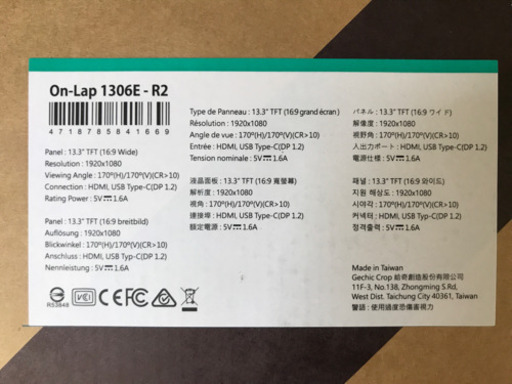 On-Lap 1306E - R2
4 718785 841669
Panel : 13.3" TFT (16:9 Wide)
Resolution : 1920x1080
Viewing Angle : 170°(H)/170°(V)(CR>10)
Connection : HDMI, USB Type-C(DP 1.2)
Rating Power : 5V 1.6A
Panel : 13.3" TFT (16:9 breitbild)
Auflösung : 1920x1080
Blickwinkel : 170°(H)/170°(V)(CR>10)
Anschluss : HDMI, USB Typ-C(DP 1.2)
Nennleistung : 5V 1.6A
Type de Panneau : 13.3" TFT (16:9 grand écran )
Résolution : 1920x1080
Angle de vue : 170°(H)/170°(V)(CR>10)
Entrée : HDMI, USB Type-C(DP 1.2)
Tension nominale : 5V 1.6A
液晶面板 : 13.3" TFT (16:9 寬螢幕)
解析度 : 1920x1080
視角 : 170°(H)/170°(V)(CR>10)
連接埠 : HDMI, USB Type-C(DP 1.2)
額定電源 : 5V 1.6A
パネル : 13.3" TFT (16:9 ワイド)
解像度 : 1920x1080
視野角 : 170°(H)/170°(V)(CR>10)
入出力ポート : HDMI, USB Type-C(DP 1.2)
電源仕様 : 5V 1.6A
패널 : 13.3" TFT (16:9 와이드)
지원 해상도 : 1920x1080
시야각 : 170°(H)/170°(V)(CR>10)
커넥터 : HDMI, USB Type-C(DP 1.2)
정격출력 : 5V 1.6A
R53848
VCI
CE
FC
Made in Taiwan
Gechic Crop 給奇創造股份有限公司
11F-3, No.138, Zhongming S.Rd,
West Dist. Taichung City 40361, Taiwan
警語 : 使用過度恐傷害視力